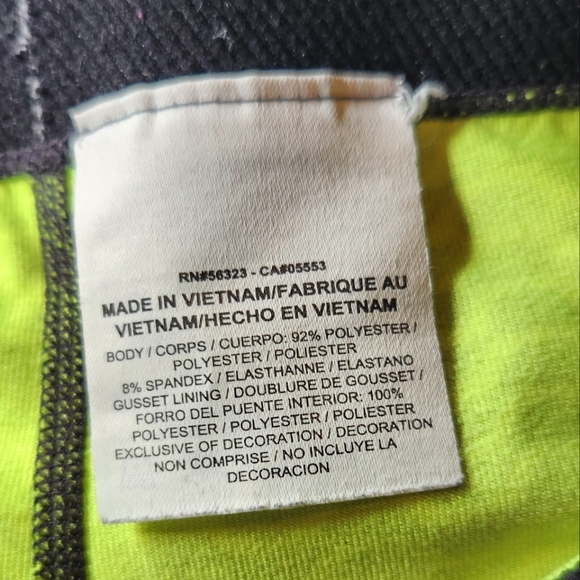 RN#56323 - CA#05553
MADE IN VIETNAM/FABRIQUE AU
VIETNAM/HECHO EN VIETNAM
BODY / CORPS / CUERPO: 92% POLYESTER /
POLYESTER / POLIESTER
8% SPANDEX / ELASTHANNE / ELASTANO
GUSSET LINING / DOUBLURE DE GOUSSET /
FORRO DEL PUENTE INTERIOR: 100%
POLYESTER / POLYESTER / POLIESTER
EXCLUSIVE OF DECORATION / DECORATION
NON COMPRISE / NO INCLUYE LA
DECORACION